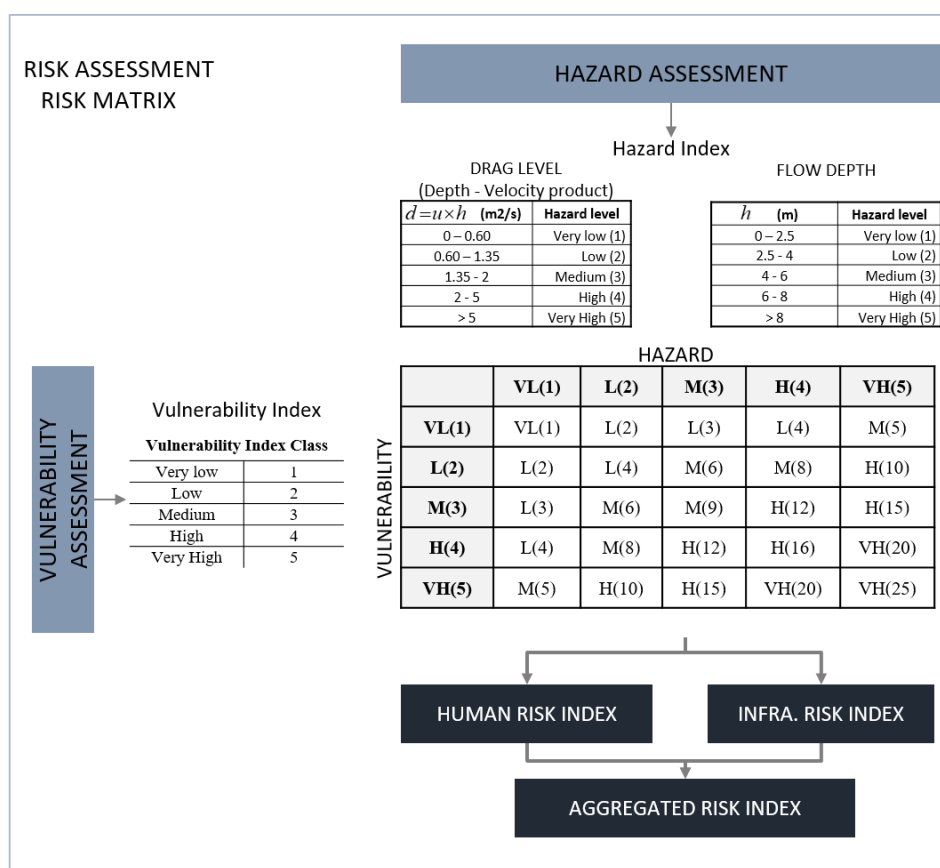 RISK ASSESSMENT
RISK MATRIX
HAZARD ASSESSMENT
Hazard Index
DRAG LEVEL
(Depth - Velocity product)
d=u×h (m2/s) Hazard level
0 – 0.60 Very low (1)
0.60 – 1.35 Low (2)
1.35 - 2 Medium (3)
2 - 5 High (4)
> 5 Very High (5)
FLOW DEPTH
h (m) Hazard level
0 – 2.5 Very low (1)
2.5 - 4 Low (2)
4 - 6 Medium (3)
6 - 8 High (4)
> 8 Very High (5)
VULNERABILITY
ASSESSMENT
Vulnerability Index
Vulnerability Index Class
Very low 1
Low 2
Medium 3
High 4
Very High 5
HAZARD
VULNERABILITY
VL(1) L(2) M(3) H(4) VH(5)
VL(1) VL(1) L(2) L(3) L(4) M(5)
L(2) L(2) L(4) M(6) M(8) H(10)
M(3) L(3) M(6) M(9) H(12) H(15)
H(4) L(4) M(8) H(12) H(16) VH(20)
VH(5) M(5) H(10) H(15) VH(20) VH(25)
HUMAN RISK INDEX
INFRA. RISK INDEX
AGGREGATED RISK INDEX